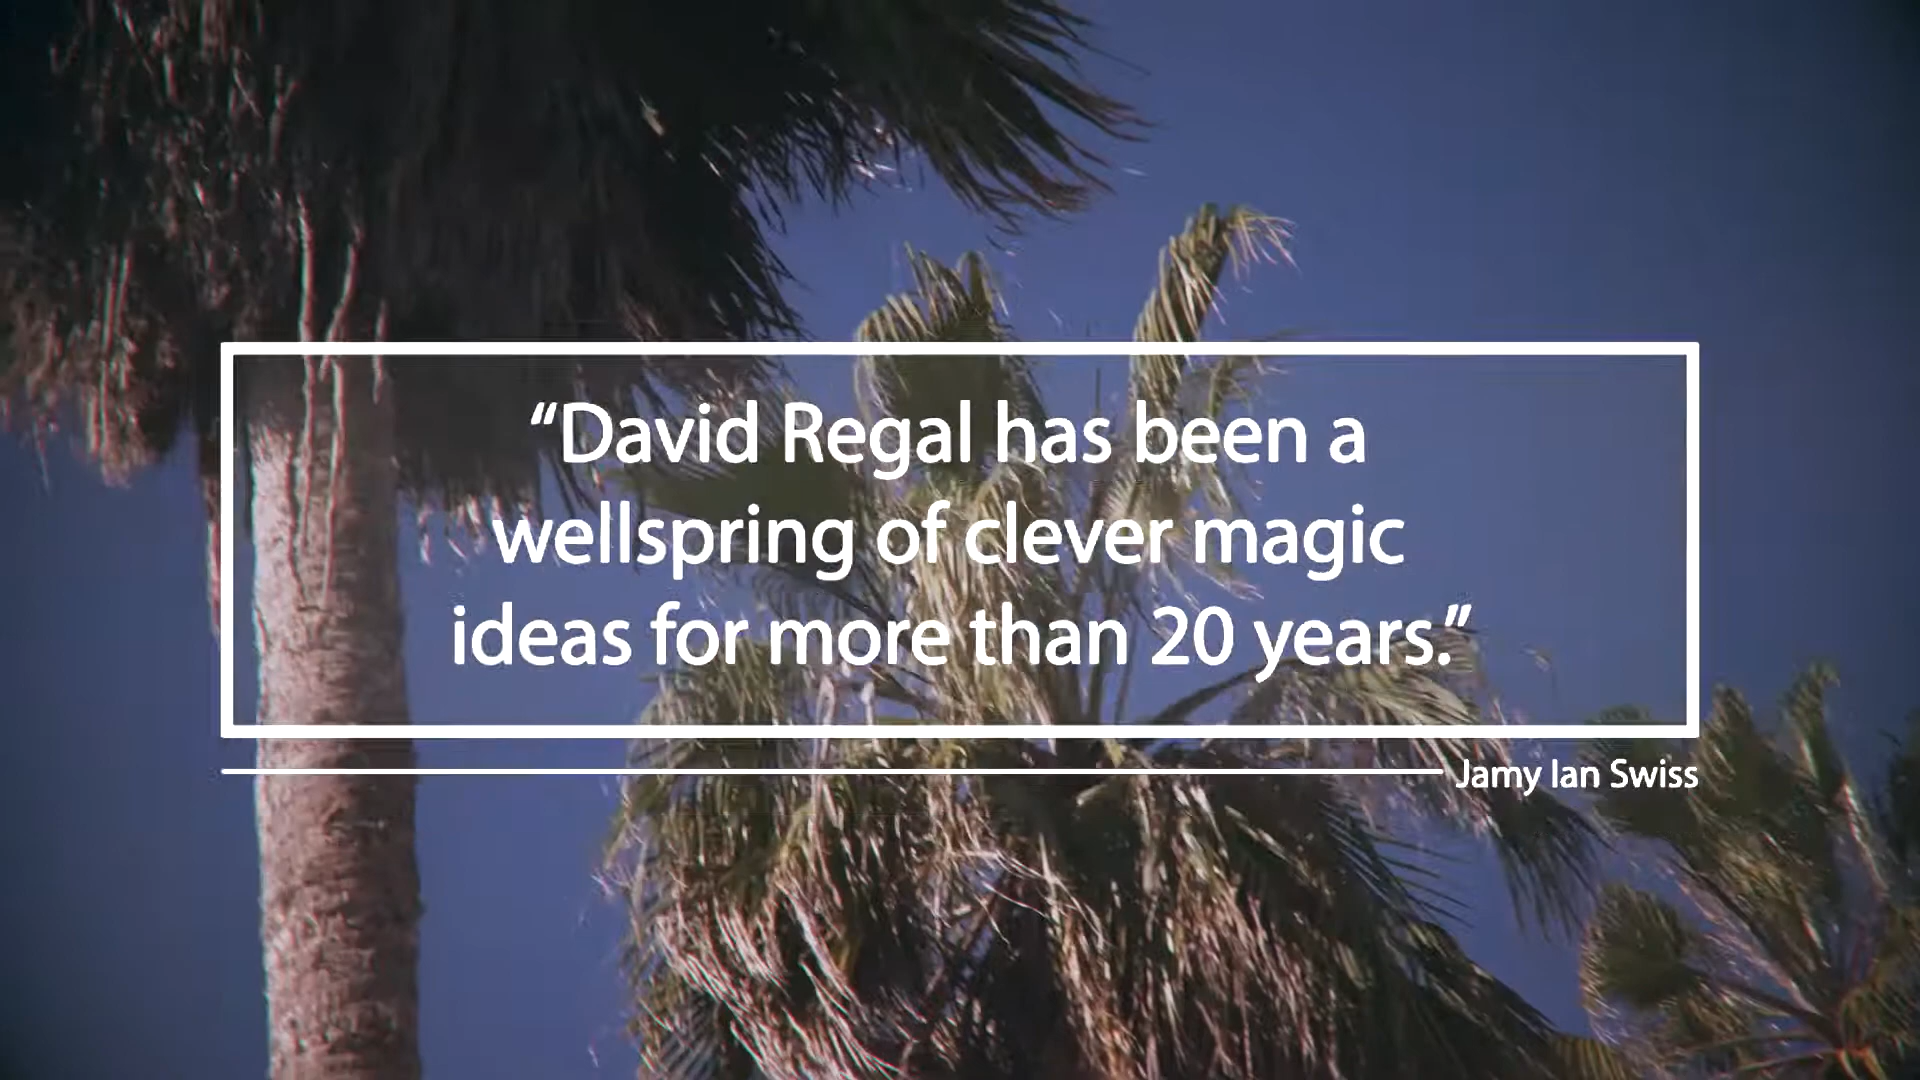 “David Regal has been a
wellspring of clever magic
ideas for more than 20 years.”
Jamy Ian Swiss